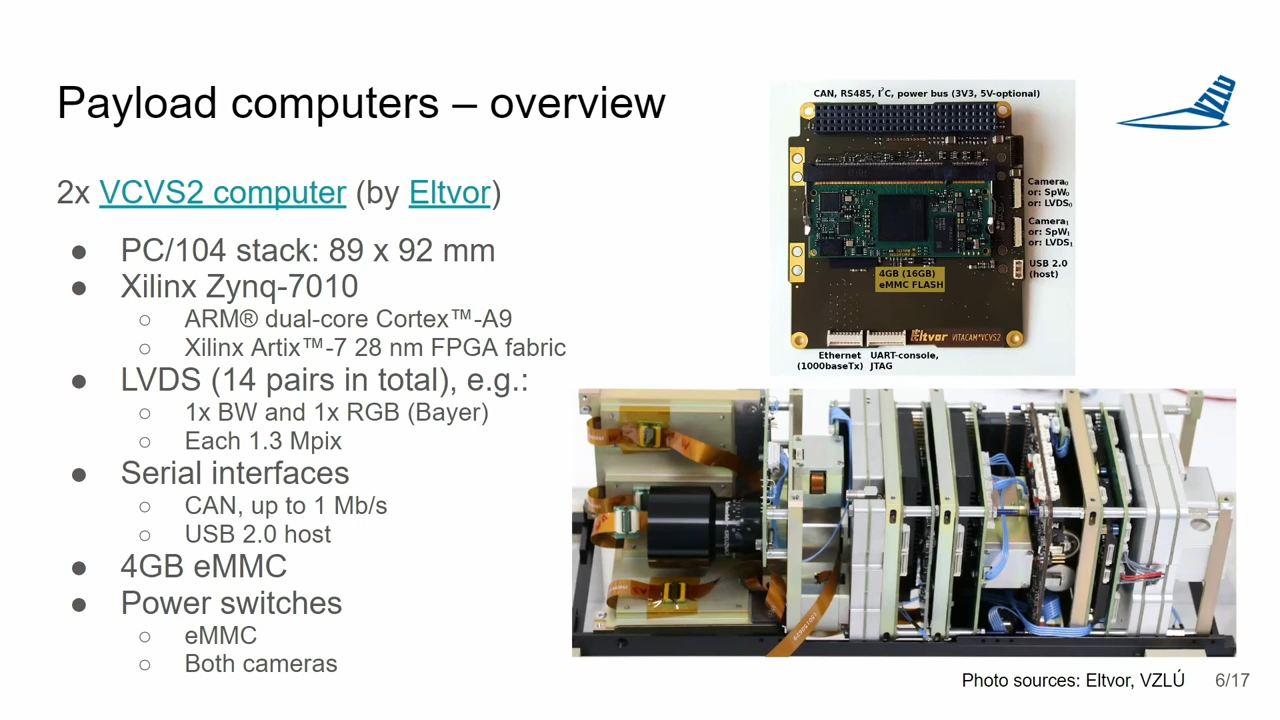 Payload computers – overview
2x VCVS2 computer (by Eltvor)
● PC/104 stack: 89 x 92 mm
● Xilinx Zynq-7010
○ ARM® dual-core Cortex™-A9
○ Xilinx Artix™-7 28 nm FPGA fabric
● LVDS (14 pairs in total), e.g.:
○ 1x BW and 1x RGB (Bayer)
○ Each 1.3 Mpix
● Serial interfaces
○ CAN, up to 1 Mb/s
○ USB 2.0 host
● 4GB eMMC
● Power switches
○ eMMC
○ Both cameras
CAN, RS485, I²C, power bus (3V3, 5V-optional)
Camera₀
or: SpW₀
or: LVDS₀
Camera₁
or: SpW₁
or: LVDS₁
USB 2.0
(host)
4GB (16GB)
eMMC FLASH
Eltvor VITACAM*VCVS2
Ethernet
(1000baseTx)
UART-console,
JTAG
VZLÚ
Photo sources: Eltvor, VZLÚ
6/17